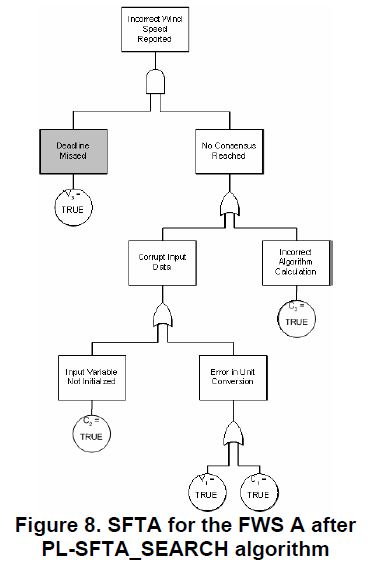 Incorrect Wind
Speed
Reported
Deadline
Missed
No Consensus
Reached
V₃ =
TRUE
Corrupt Input
Data
Incorrect
Algorithm
Calculation
C₃ =
TRUE
Input Variable
Not Initialized
Error in Unit
Conversion
C₂ =
TRUE
V₁ =
TRUE
C₁ =
TRUE
Figure 8. SFTA for the FWS A after
PL-SFTA_SEARCH algorithm